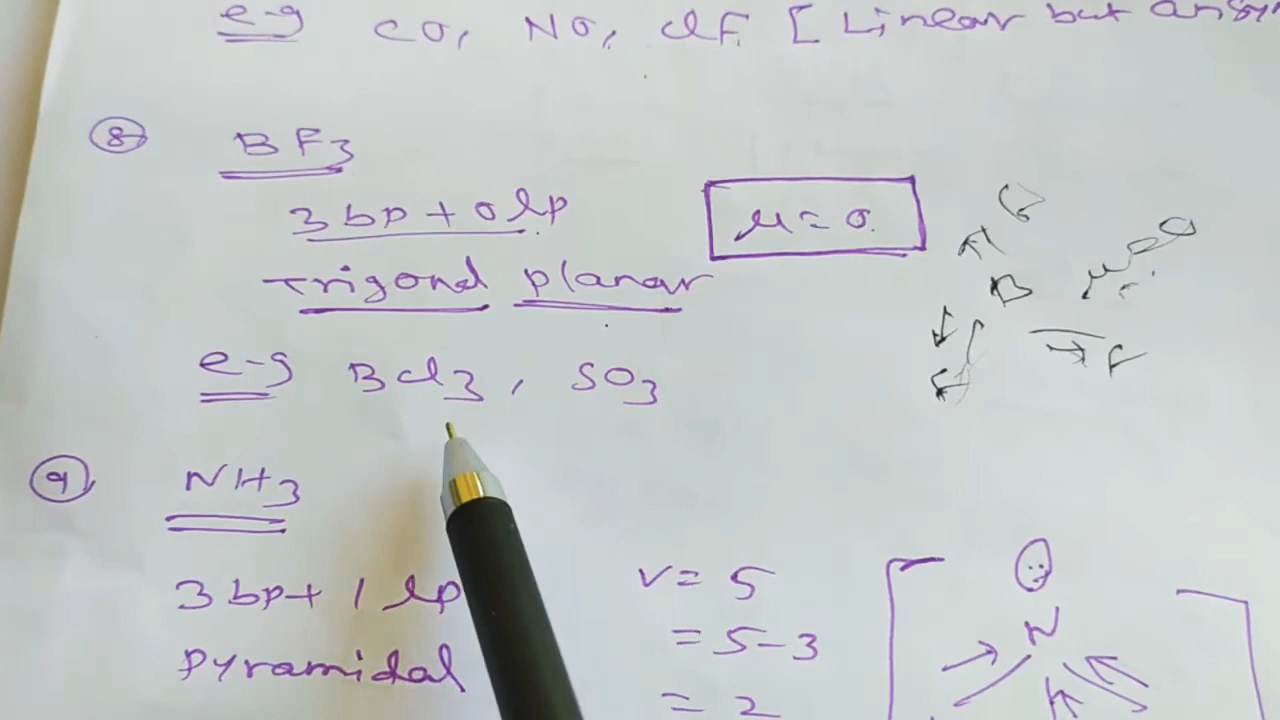 e-g CO, NO, ClF [Linear but
⑧ BF3
3bp + 0lp
μ = 0.
Trigonal planar
e-g BCl3, SO3
B
μ = 0
F
F
⑨ NH3
3bp + 1lp
Pyramidal
V = 5
= 5-3
= 2
N